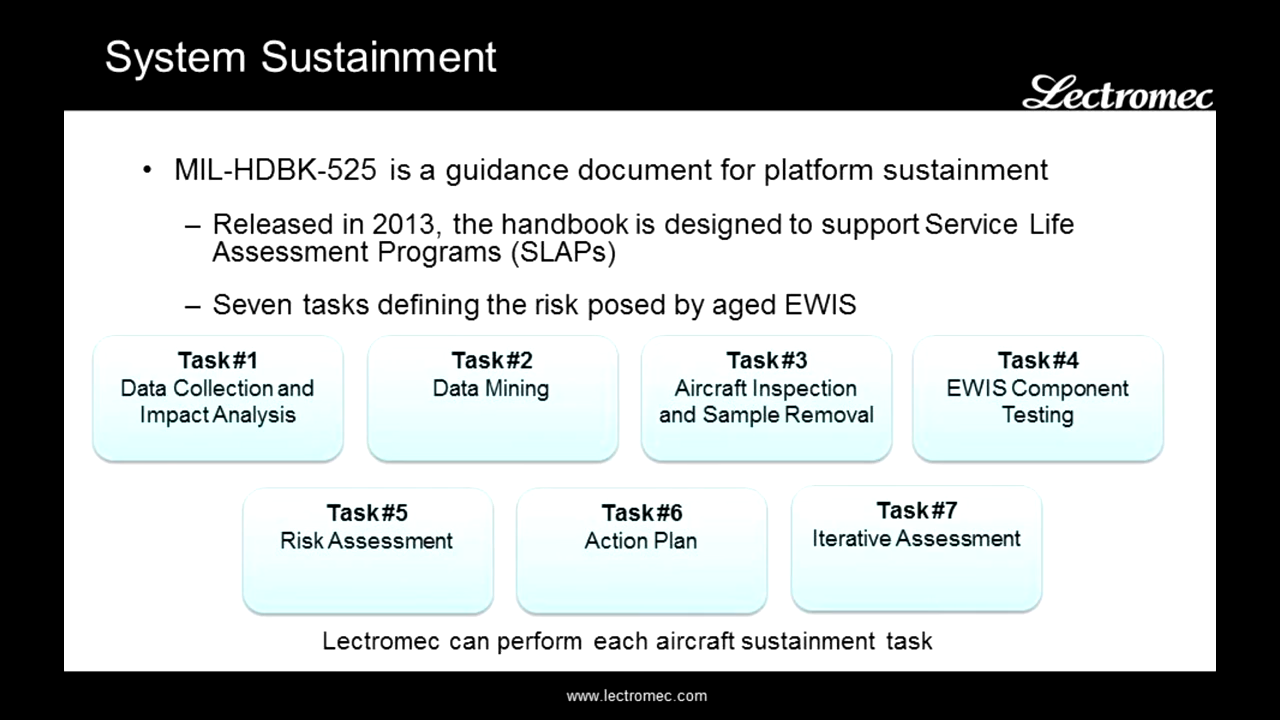 System Sustainment
Lectromec
• MIL-HDBK-525 is a guidance document for platform sustainment
– Released in 2013, the handbook is designed to support Service Life
Assessment Programs (SLAPs)
– Seven tasks defining the risk posed by aged EWIS
Task#1
Data Collection and
Impact Analysis
Task#2
Data Mining
Task#3
Aircraft Inspection
and Sample Removal
Task#4
EWIS Component
Testing
Task#5
Risk Assessment
Task#6
Action Plan
Task#7
Iterative Assessment
Lectromec can perform each aircraft sustainment task
www.lectromec.com